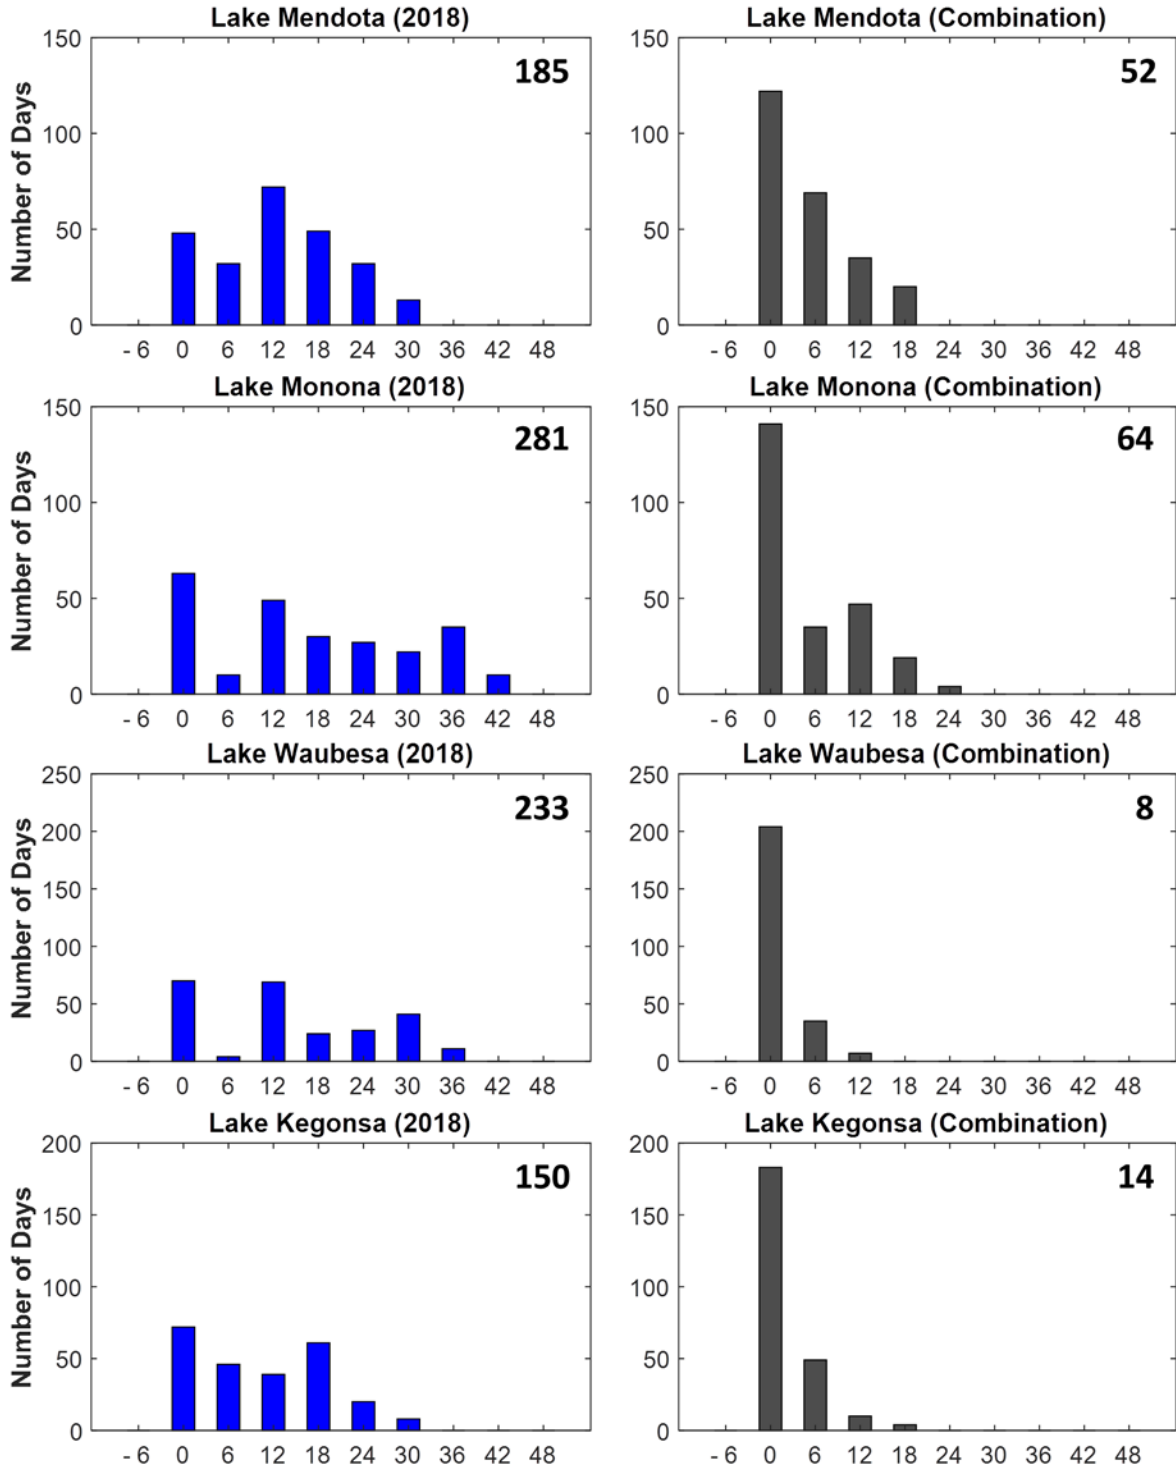 Lake Mendota (2018)
Lake Mendota (Combination)
150
185
100
50
0
Number of Days
- 6 0 6 12 18 24 30 36 42 48
150
52
100
50
0
- 6 0 6 12 18 24 30 36 42 48
Lake Monona (2018)
Lake Monona (Combination)
150
281
100
50
0
Number of Days
- 6 0 6 12 18 24 30 36 42 48
150
64
100
50
0
- 6 0 6 12 18 24 30 36 42 48
Lake Waubesa (2018)
Lake Waubesa (Combination)
250
233
200
150
100
50
0
Number of Days
- 6 0 6 12 18 24 30 36 42 48
250
8
200
150
100
50
0
- 6 0 6 12 18 24 30 36 42 48
Lake Kegonsa (2018)
Lake Kegonsa (Combination)
200
150
150
100
50
0
Number of Days
- 6 0 6 12 18 24 30 36 42 48
200
14
150
100
50
0
- 6 0 6 12 18 24 30 36 42 48